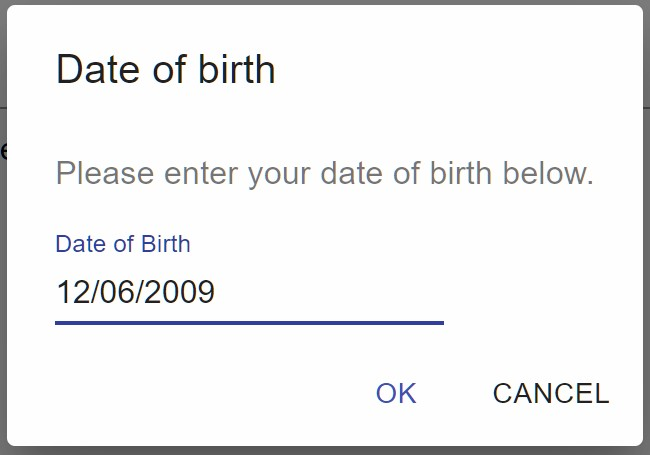 Date of birth
Please enter your date of birth below.
Date of Birth
12/06/2009
OK CANCEL